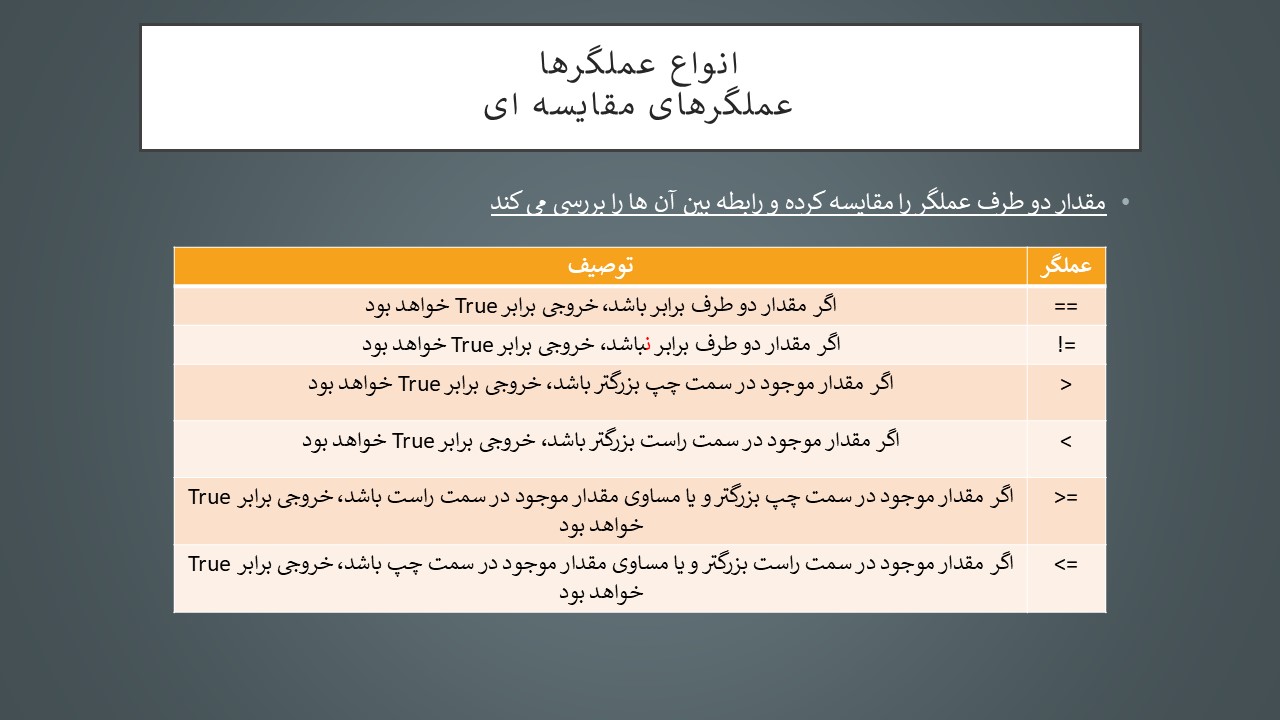 انواع عملگرها
عملگرهای مقایسه ای
• مقدار دو طرف عملگر را مقایسه کرده و رابطه بین آن ها را بررسی می کند
عملگر توصیف
== اگر مقدار دو طرف برابر باشد، خروجی برابر True خواهد بود
!= اگر مقدار دو طرف برابر نباشد، خروجی برابر True خواهد بود
> اگر مقدار موجود در سمت چپ بزرگتر باشد، خروجی برابر True خواهد بود
< اگر مقدار موجود در سمت راست بزرگتر باشد، خروجی برابر True خواهد بود
>= اگر مقدار موجود در سمت چپ بزرگتر و یا مساوی مقدار موجود در سمت راست باشد، خروجی برابر True
خواهد بود
<= اگر مقدار موجود در سمت راست بزرگتر و یا مساوی مقدار موجود در سمت چپ باشد، خروجی برابر True
خواهد بود